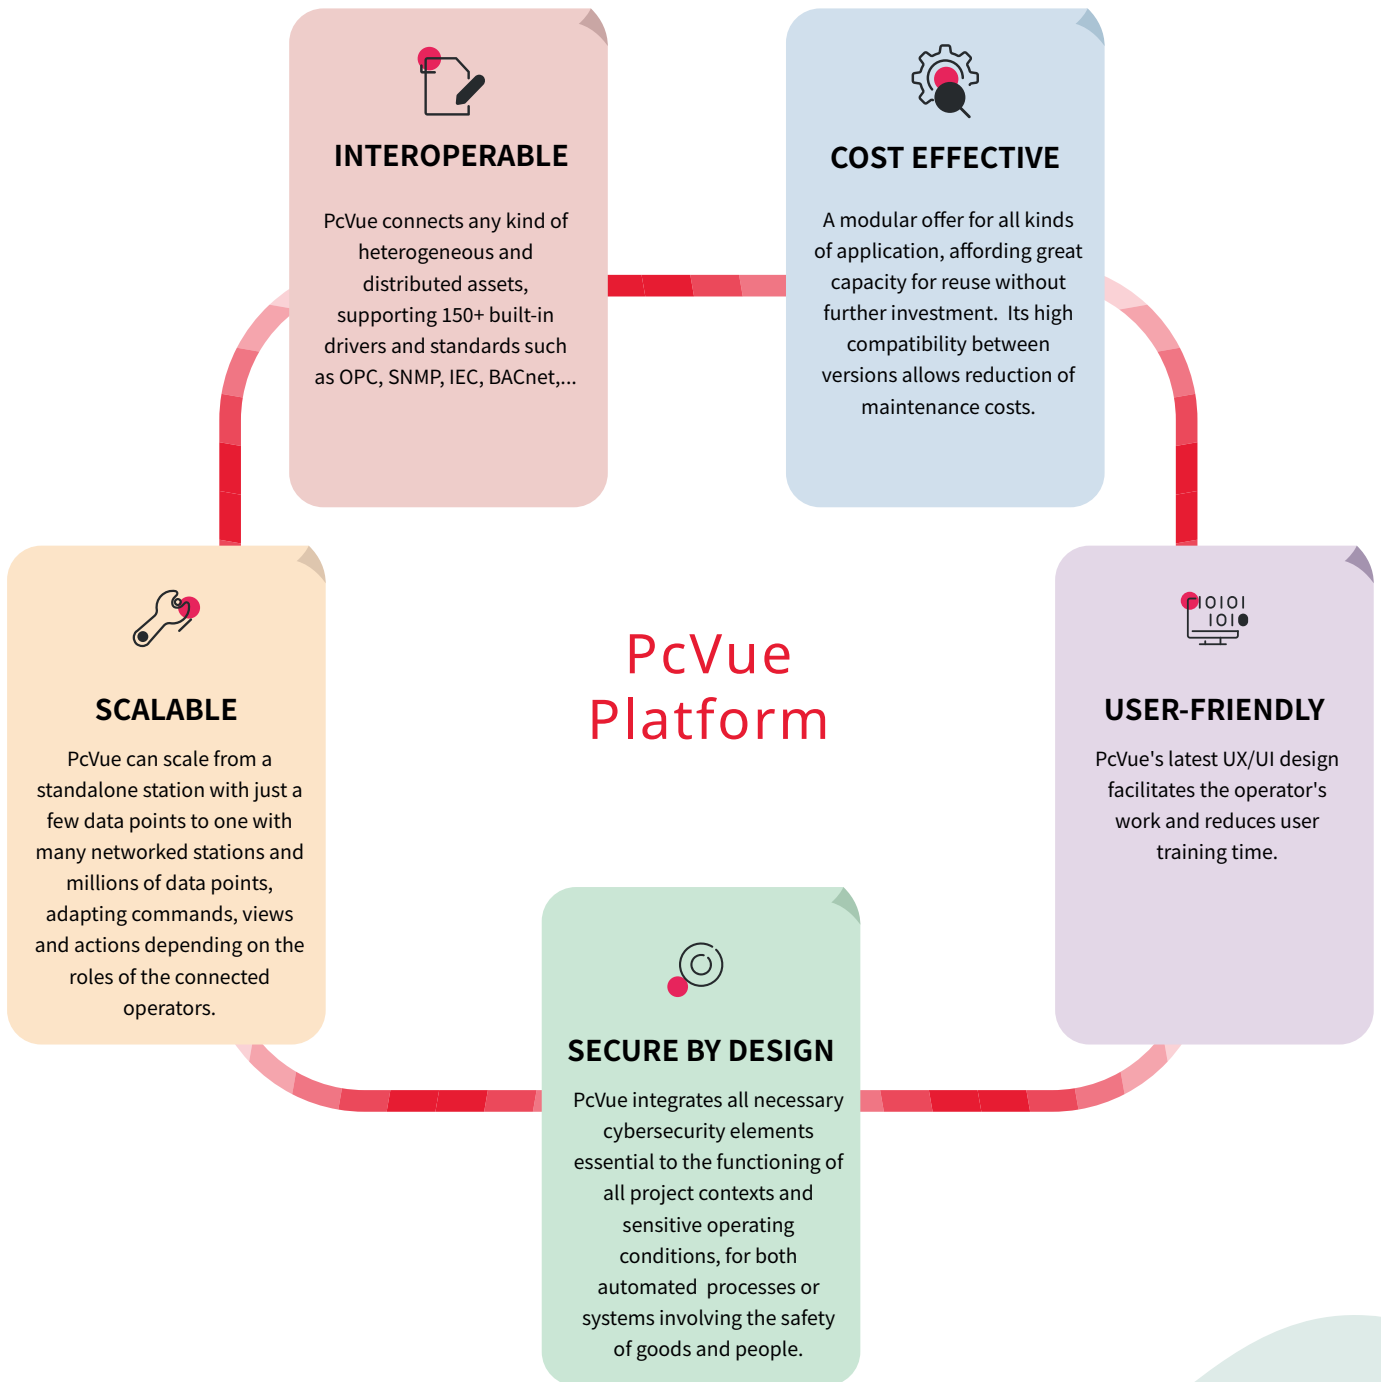 INTEROPERABLE
PcVue connects any kind of
heterogeneous and
distributed assets,
supporting 150+ built-in
drivers and standards such
as OPC, SNMP, IEC, BACnet,...
COST EFFECTIVE
A modular offer for all kinds
of application, affording great
capacity for reuse without
further investment.  Its high
compatibility between
versions allows reduction of
maintenance costs.
PcVue
Platform
SCALABLE
PcVue can scale from a
standalone station with just a
few data points to one with
many networked stations and
millions of data points,
adapting commands, views
and actions depending on the
roles of the connected
operators.
IOIOI
IOI
USER-FRIENDLY
PcVue's latest UX/UI design
facilitates the operator's
work and reduces user
training time.
SECURE BY DESIGN
PcVue integrates all necessary
cybersecurity elements
essential to the functioning of
all project contexts and
sensitive operating
conditions, for both
automated  processes or
systems involving the safety
of goods and people.